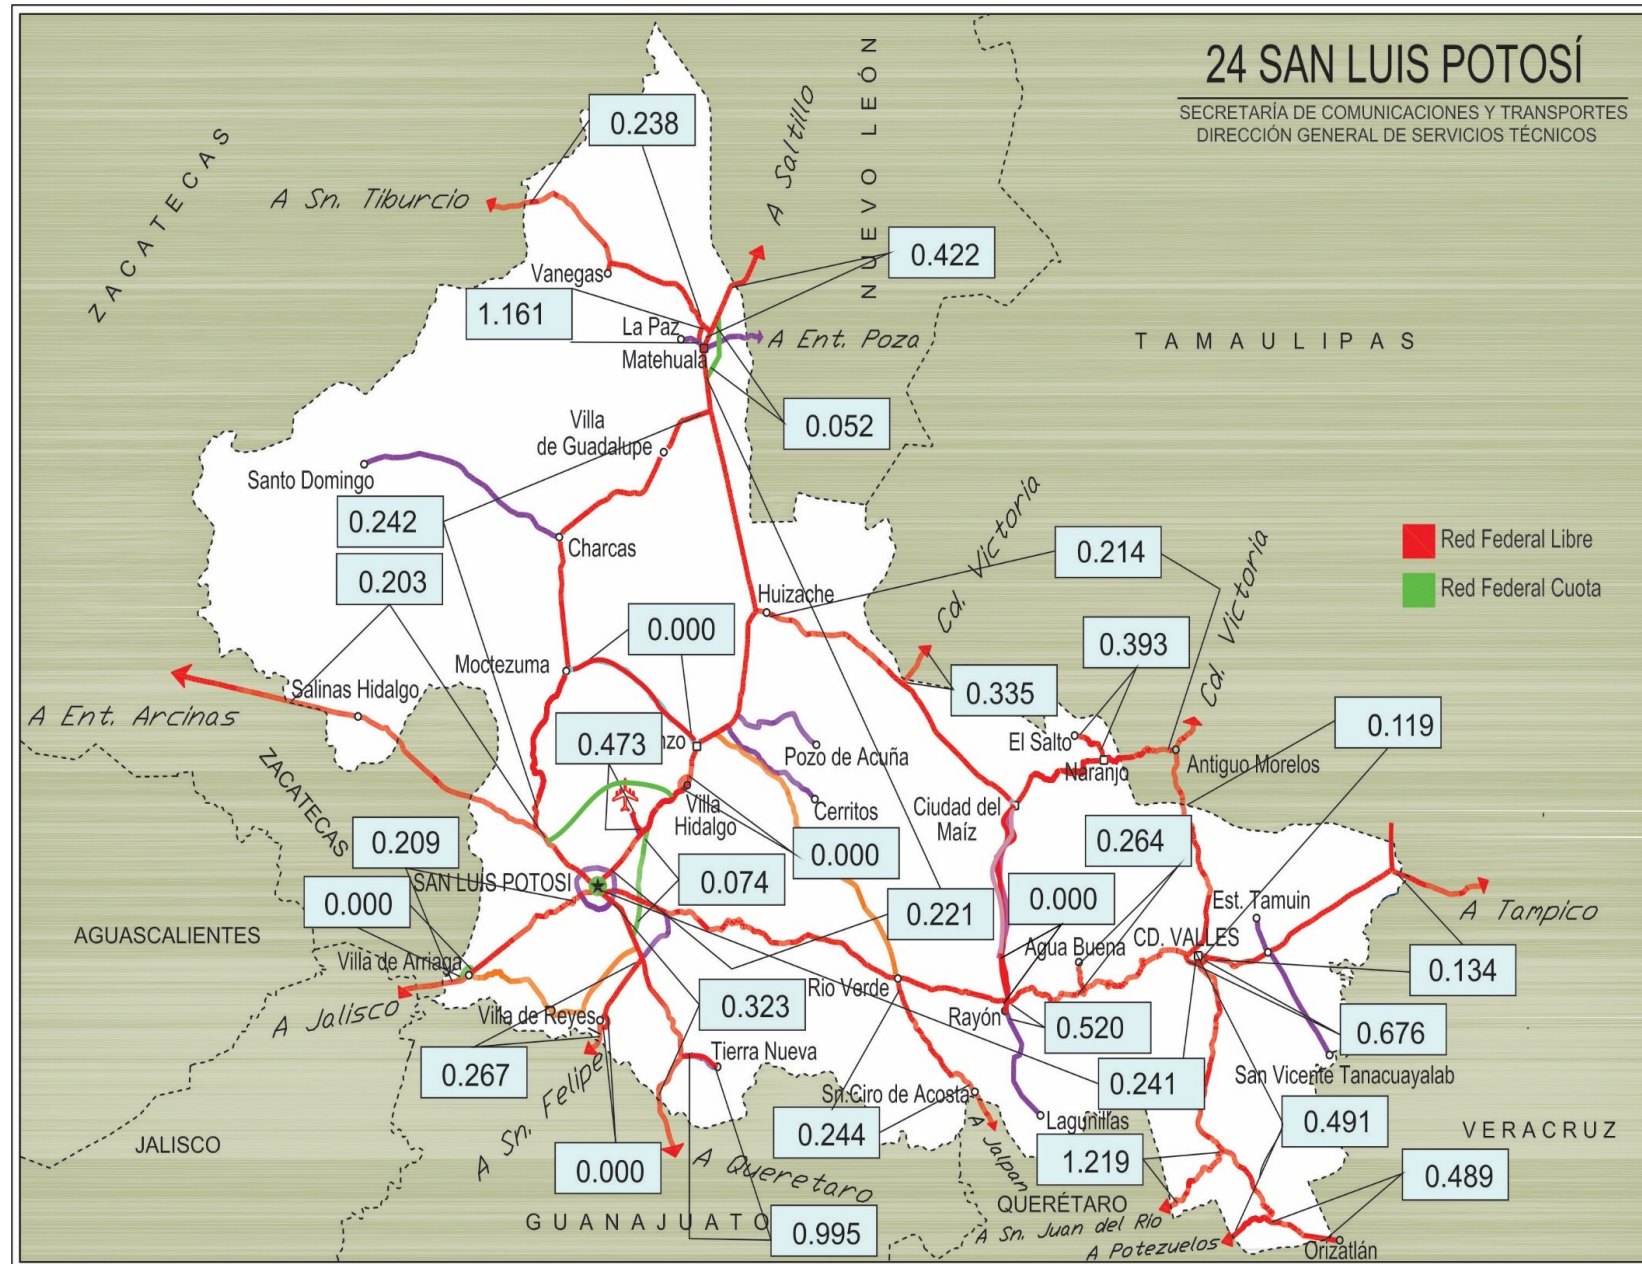 24 SAN LUIS POTOSÍ
SECRETARÍA DE COMUNICACIONES Y TRANSPORTES
DIRECCIÓN GENERAL DE SERVICIOS TÉCNICOS
NUEVO LEÓN
0.238
A Saltillo
ZACATECAS
A Sn. Tiburcio
0.422
Vanegas
1.161
La Paz
A Ent. Poza
TAMAULIPAS
Matehuala
0.052
Villa
de Guadalupe
Santo Domingo
0.242
Charcas
Cd. Victoria
0.214
Cd. Victoria
Red Federal Libre
Red Federal Cuota
0.203
Huizache
0.000
0.393
Moctezuma
0.335
Salinas Hidalgo
A Ent. Arcinas
0.119
0.473
nzo
Pozo de Acuña
El Salto
Naranjo
Antiguo Morelos
ZACATECAS
Villa
Hidalgo
Cerritos
Ciudad del
Maíz
0.209
0.000
0.264
SAN LUIS POTOSI
0.074
0.000
0.221
0.000
Est. Tamuin
A Tampico
AGUASCALIENTES
Agua Buena
CD. VALLES
Villa de Arriaga
0.134
A Jalisco
Rio Verde
Villa de Reyes
0.323
Rayón
0.520
0.676
Tierra Nueva
0.267
San Vicente Tanacuayalab
0.241
Sn. Ciro de Acosta
A Sn. Felipe
Lagunillas
0.491
JALISCO
0.244
VERACRUZ
A Jalpan
0.000
A Queretaro
1.219
0.489
QUERÉTARO
GUANAJUATO
0.995
A Sn. Juan del Rio
A Potezuelos
Orizatlán